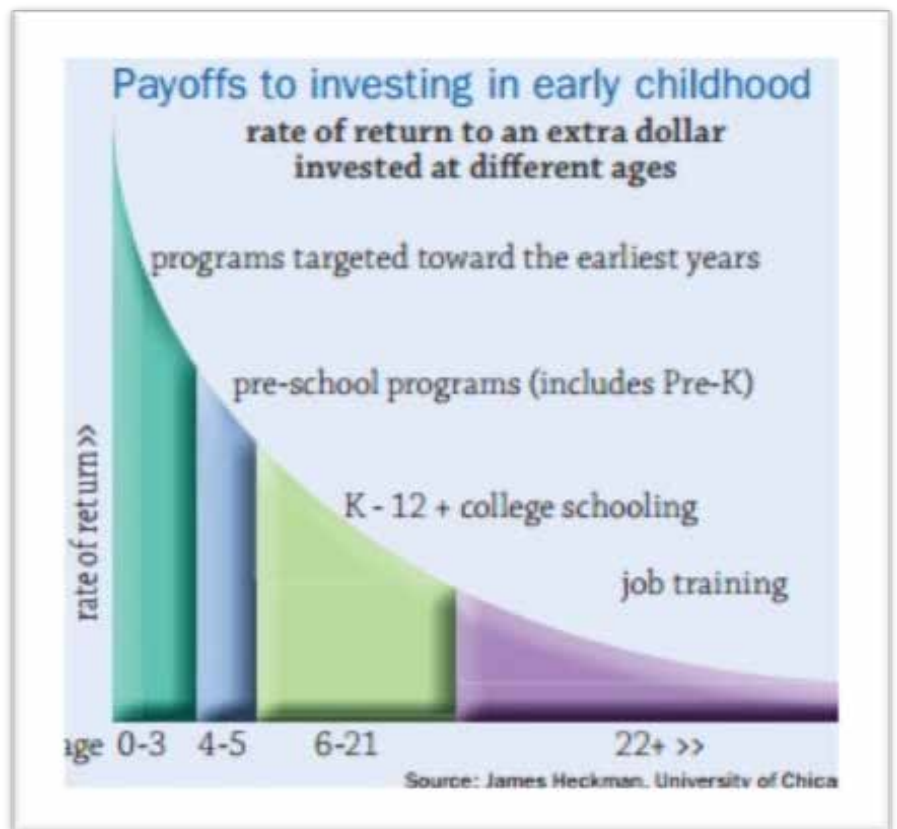 Payoffs to investing in early childhood
rate of return to an extra dollar
invested at different ages
programs targeted toward the earliest years
pre-school programs (includes Pre-K)
K - 12 + college schooling
job training
rate of return >>
age 0-3 4-5 6-21 22+ >>
Source: James Heckman, University of Chica